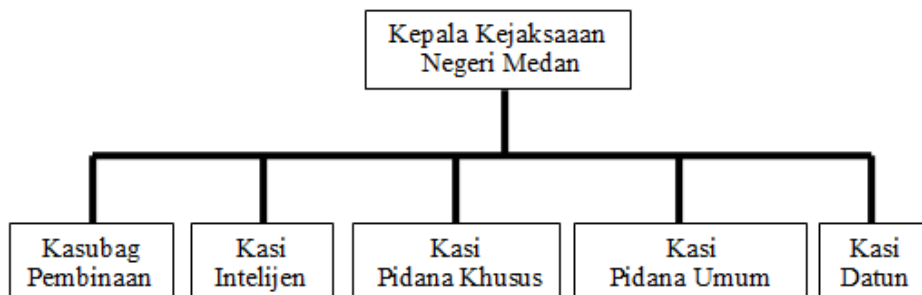 Kepala Kejaksaaan
Negeri Medan
Kasubag
Pembinaan
Kasi
Intelijen
Kasi
Pidana Khusus
Kasi
Pidana Umum
Kasi
Datun